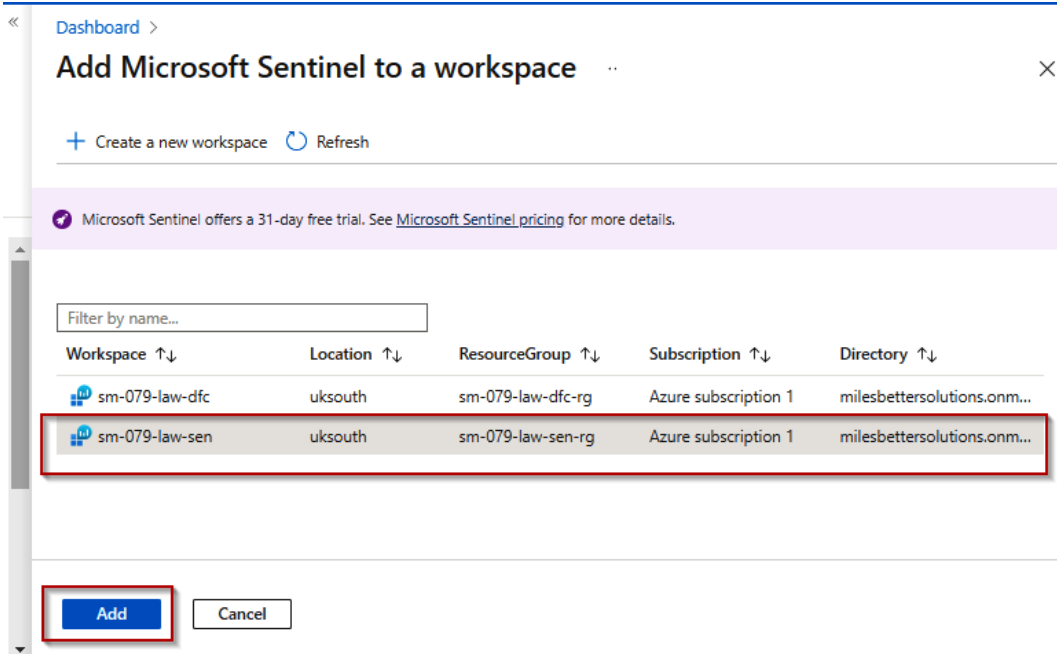 Dashboard >
Add Microsoft Sentinel to a workspace ..
+ Create a new workspace Refresh
Microsoft Sentinel offers a 31-day free trial. See Microsoft Sentinel pricing for more details.
Filter by name...
Workspace ↑↓ Location ↑↓ ResourceGroup ↑↓ Subscription ↑↓ Directory ↑↓
sm-079-law-dfc uksouth sm-079-law-dfc-rg Azure subscription 1 milesbettersolutions.onm...
sm-079-law-sen uksouth sm-079-law-sen-rg Azure subscription 1 milesbettersolutions.onm...
Add Cancel